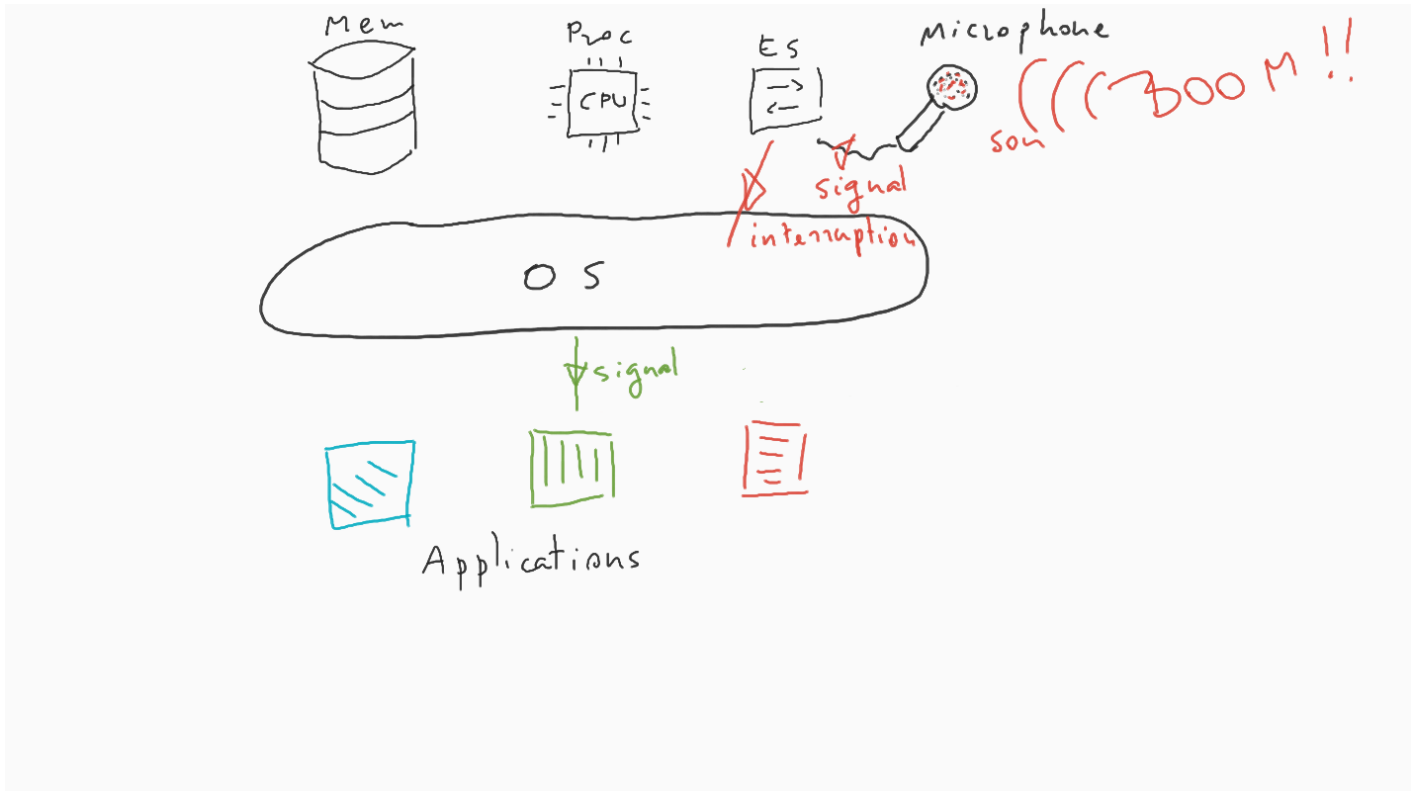 Mem
Proc
ES
Microphone
CPU
son
BOOM!!
signal
interruption
OS
signal
Applications